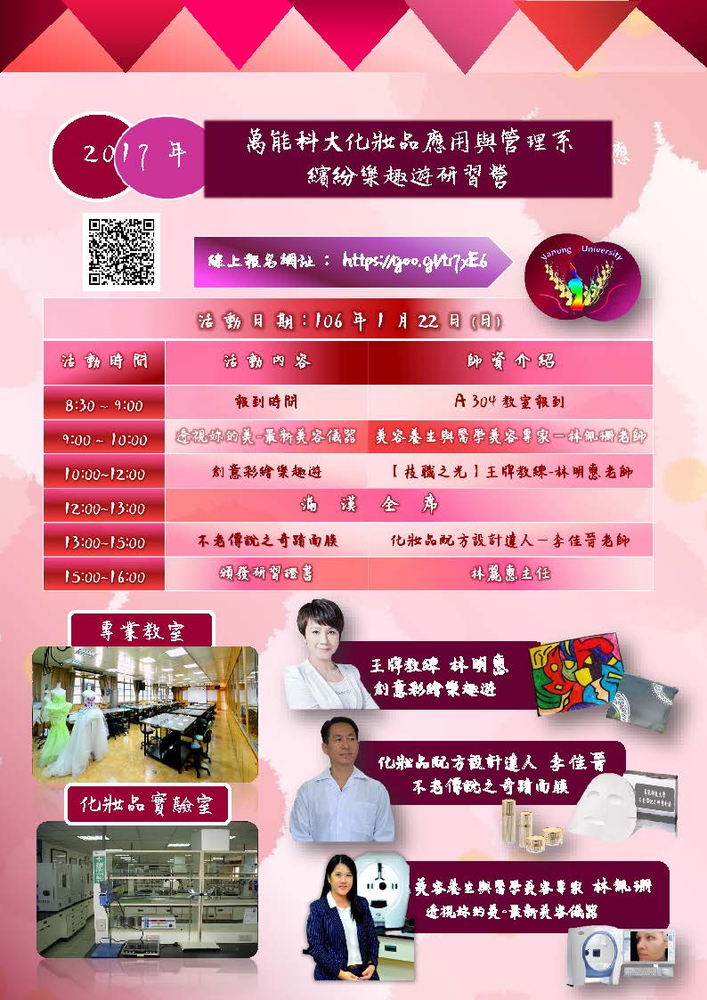 2017 年
萬能科大化妝品應用與管理系
繽紛樂趣遊研習營
應
線上報名網址： https://goo.gl/tr7xE6
Vanung University
活動日期：106 年 1 月 22 日 (日)
活動時間 活動內容 師資介紹
8:30 ~ 9:00 報到時間 A 304 教室報到
9:00 ~ 10:00 透視妳的美-最新美容儀器 美容養生與醫學美容專家－林佩珊老師
10:00~12:00 創意彩繪樂趣遊 【技職之光】王牌教練-林明惠老師
12:00~13:00 滿漢全席
13:00~15:00 不老傳說之奇蹟面膜 化妝品配方設計達人－李佳晉老師
15:00~16:00 頒發研習證書 林麗惠主任
專業教室
王牌教練 林明惠
創意彩繪樂趣遊
化妝品配方設計達人 李佳晉
不老傳說之奇蹟面膜
化妝品實驗室
美容養生與醫學美容專家 林佩珊
透視妳的美-最新美容儀器